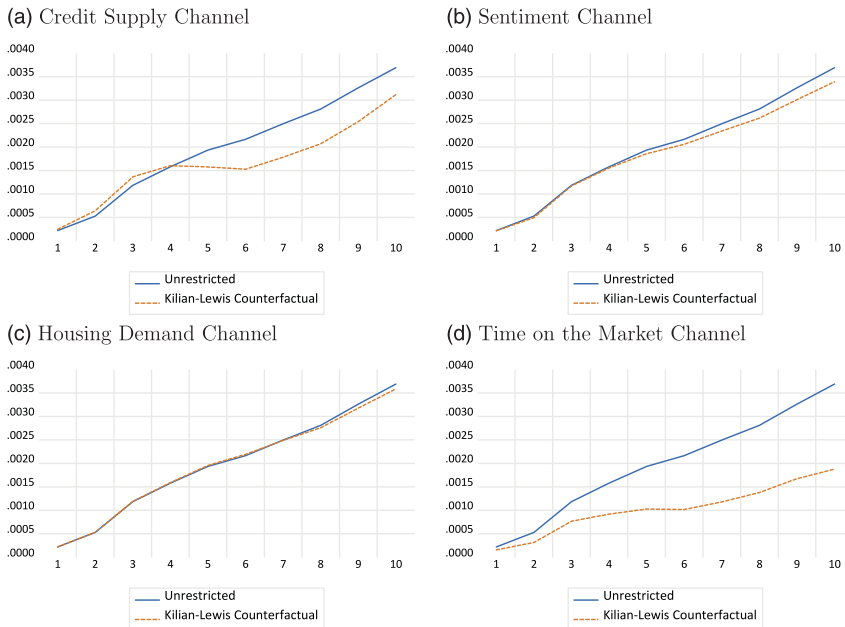 (a) Credit Supply Channel
.0040
.0035
.0030
.0025
.0020
.0015
.0010
.0005
.0000
1 2 3 4 5 6 7 8 9 10
Unrestricted
Kilian-Lewis Counterfactual
(b) Sentiment Channel
.0040
.0035
.0030
.0025
.0020
.0015
.0010
.0005
.0000
1 2 3 4 5 6 7 8 9 10
Unrestricted
Kilian-Lewis Counterfactual
(c) Housing Demand Channel
.0040
.0035
.0030
.0025
.0020
.0015
.0010
.0005
.0000
1 2 3 4 5 6 7 8 9 10
Unrestricted
Kilian-Lewis Counterfactual
(d) Time on the Market Channel
.0040
.0035
.0030
.0025
.0020
.0015
.0010
.0005
.0000
1 2 3 4 5 6 7 8 9 10
Unrestricted
Kilian-Lewis Counterfactual